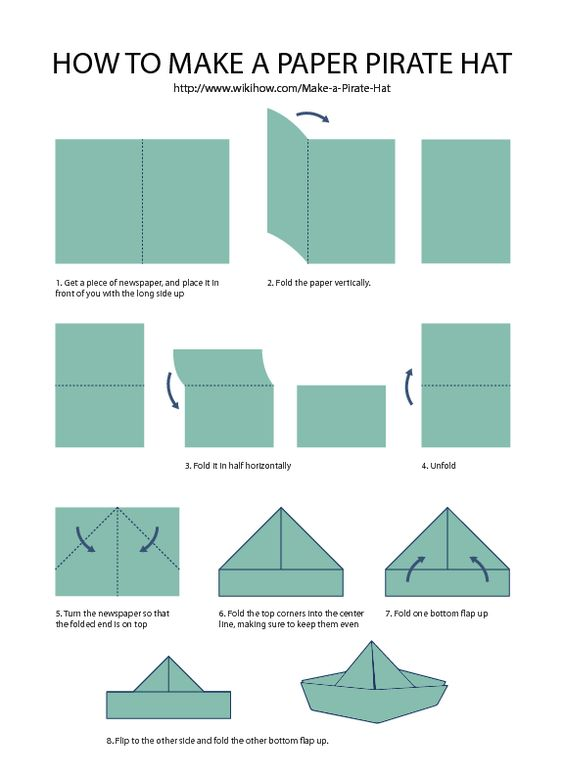 HOW TO MAKE A PAPER PIRATE HAT
http://www.wikihow.com/Make-a-Pirate-Hat
1. Get a piece of newspaper, and place it in
front of you with the long side up
2. Fold the paper vertically.
3. Fold it in half horizontally
4. Unfold
5. Turn the newspaper so that
the folded end is on top
6. Fold the top corners into the center
line, making sure to keep them even
7. Fold one bottom flap up
8. Flip to the other side and fold the other bottom flap up.